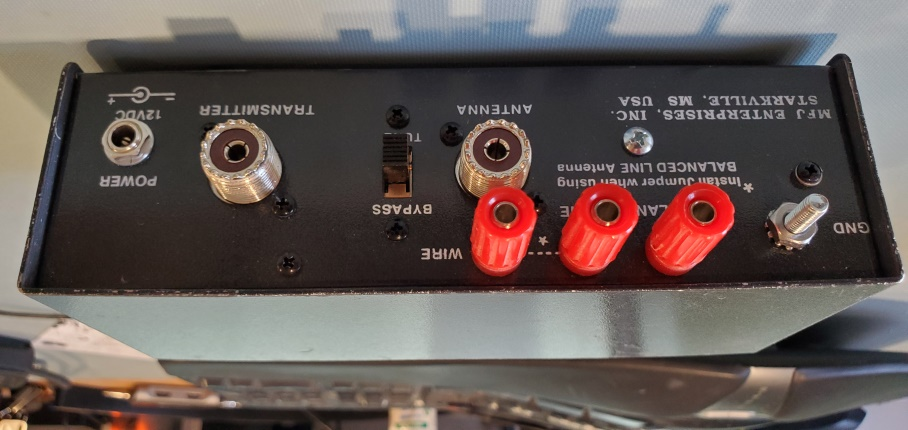 GND
MFJ ENTERPRISES, INC.
STARKVILLE, MS USA
*Install Jumper when using
BALANCED LINE Antenna
WIRE
*
ANTENNA
BYPASS
TRANSMITTER
POWER
12VDC
+ -